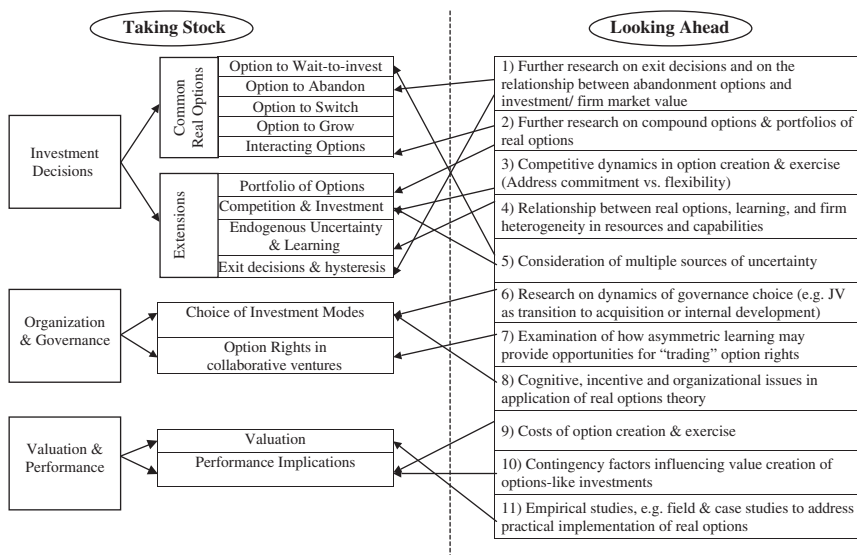 Taking Stock
Looking Ahead
Investment
Decisions
Common
Real Options
Option to Wait-to-invest
Option to Abandon
Option to Switch
Option to Grow
Interacting Options
Extensions
Portfolio of Options
Competition & Investment
Endogenous Uncertainty
& Learning
Exit decisions & hysteresis
Organization
& Governance
Choice of Investment Modes
Option Rights in
collaborative ventures
Valuation &
Performance
Valuation
Performance Implications
1) Further research on exit decisions and on the
relationship between abandonment options and
investment/ firm market value
2) Further research on compound options & portfolios of
real options
3) Competitive dynamics in option creation & exercise
(Address commitment vs. flexibility)
4) Relationship between real options, learning, and firm
heterogeneity in resources and capabilities
5) Consideration of multiple sources of uncertainty
6) Research on dynamics of governance choice (e.g. JV
as transition to acquisition or internal development)
7) Examination of how asymmetric learning may
provide opportunities for “trading” option rights
8) Cognitive, incentive and organizational issues in
application of real options theory
9) Costs of option creation & exercise
10) Contingency factors influencing value creation of
options-like investments
11) Empirical studies, e.g. field & case studies to address
practical implementation of real options